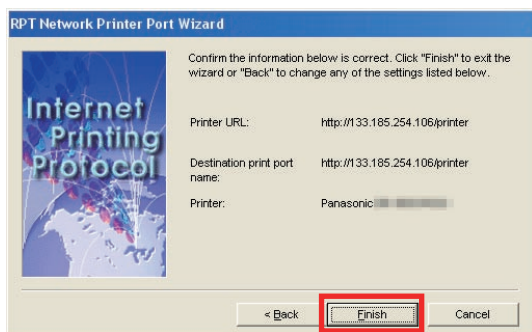 RPT Network Printer Port Wizard
Internet
Printing
Protocol
Confirm the information below is correct. Click "Finish" to exit the
wizard or "Back" to change any of the settings listed below.
Printer URL: http://133.185.254.106/printer
Destination print port http://133.185.254.106/printer
name:
Printer: Panasonic
< Back Finish Cancel